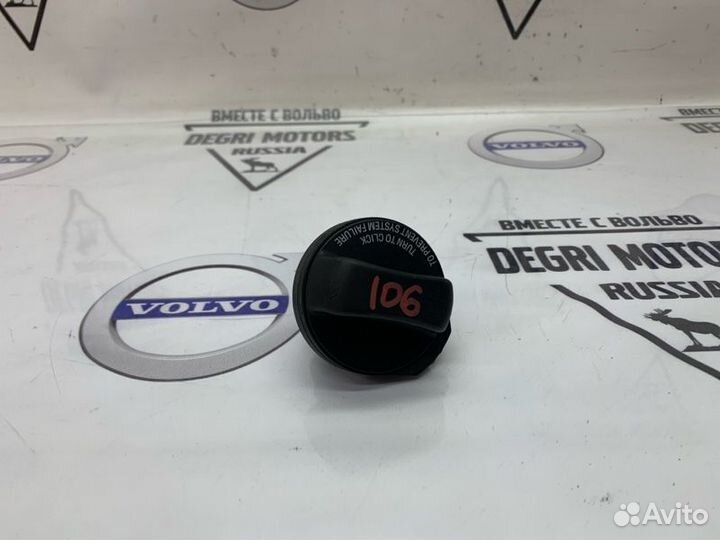 ВМЕСТЕ С ВОЛЬВО
DEGRI MOTORS
RUSSIA
VOLVO
VOLVO
TURN TO CLICK
TO PREVENT SYSTEM FAILURE
106
VOLVO
ВМЕСТЕ С ВОЛЬВО
DEGRI MOTORS
RUSSIA
Avito